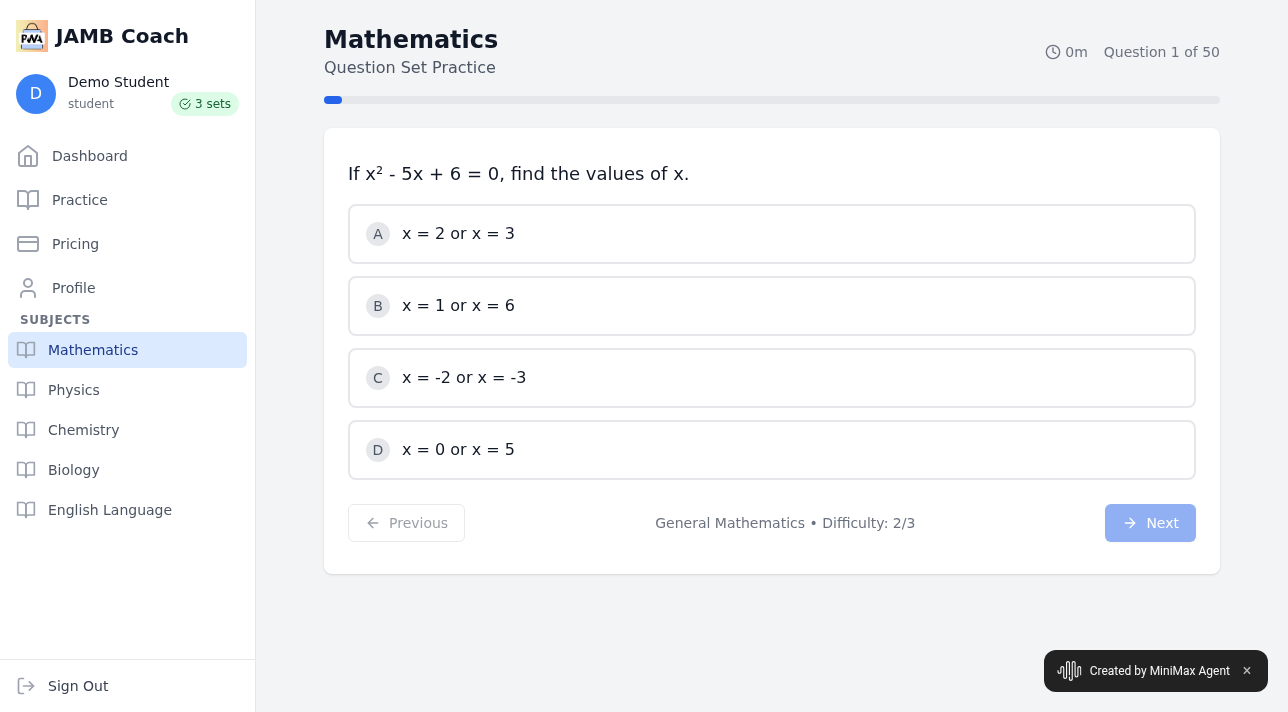 PWA
JAMB Coach
D
Demo Student
student
3 sets
Dashboard
Practice
Pricing
Profile
SUBJECTS
Mathematics
Physics
Chemistry
Biology
English Language
Sign Out
Mathematics
Question Set Practice
0m
Question 1 of 50
If x² - 5x + 6 = 0, find the values of x.
A x = 2 or x = 3
B x = 1 or x = 6
C x = -2 or x = -3
D x = 0 or x = 5
Previous
General Mathematics • Difficulty: 2/3
Next
Created by MiniMax Agent ×